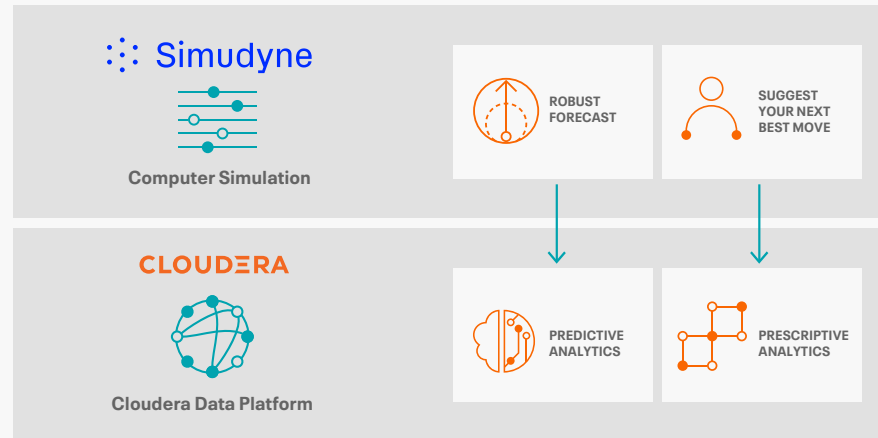 Simudyne
Computer Simulation
ROBUST
FORECAST
SUGGEST
YOUR NEXT
BEST MOVE
CLOUDERA
Cloudera Data Platform
PREDICTIVE
ANALYTICS
PRESCRIPTIVE
ANALYTICS